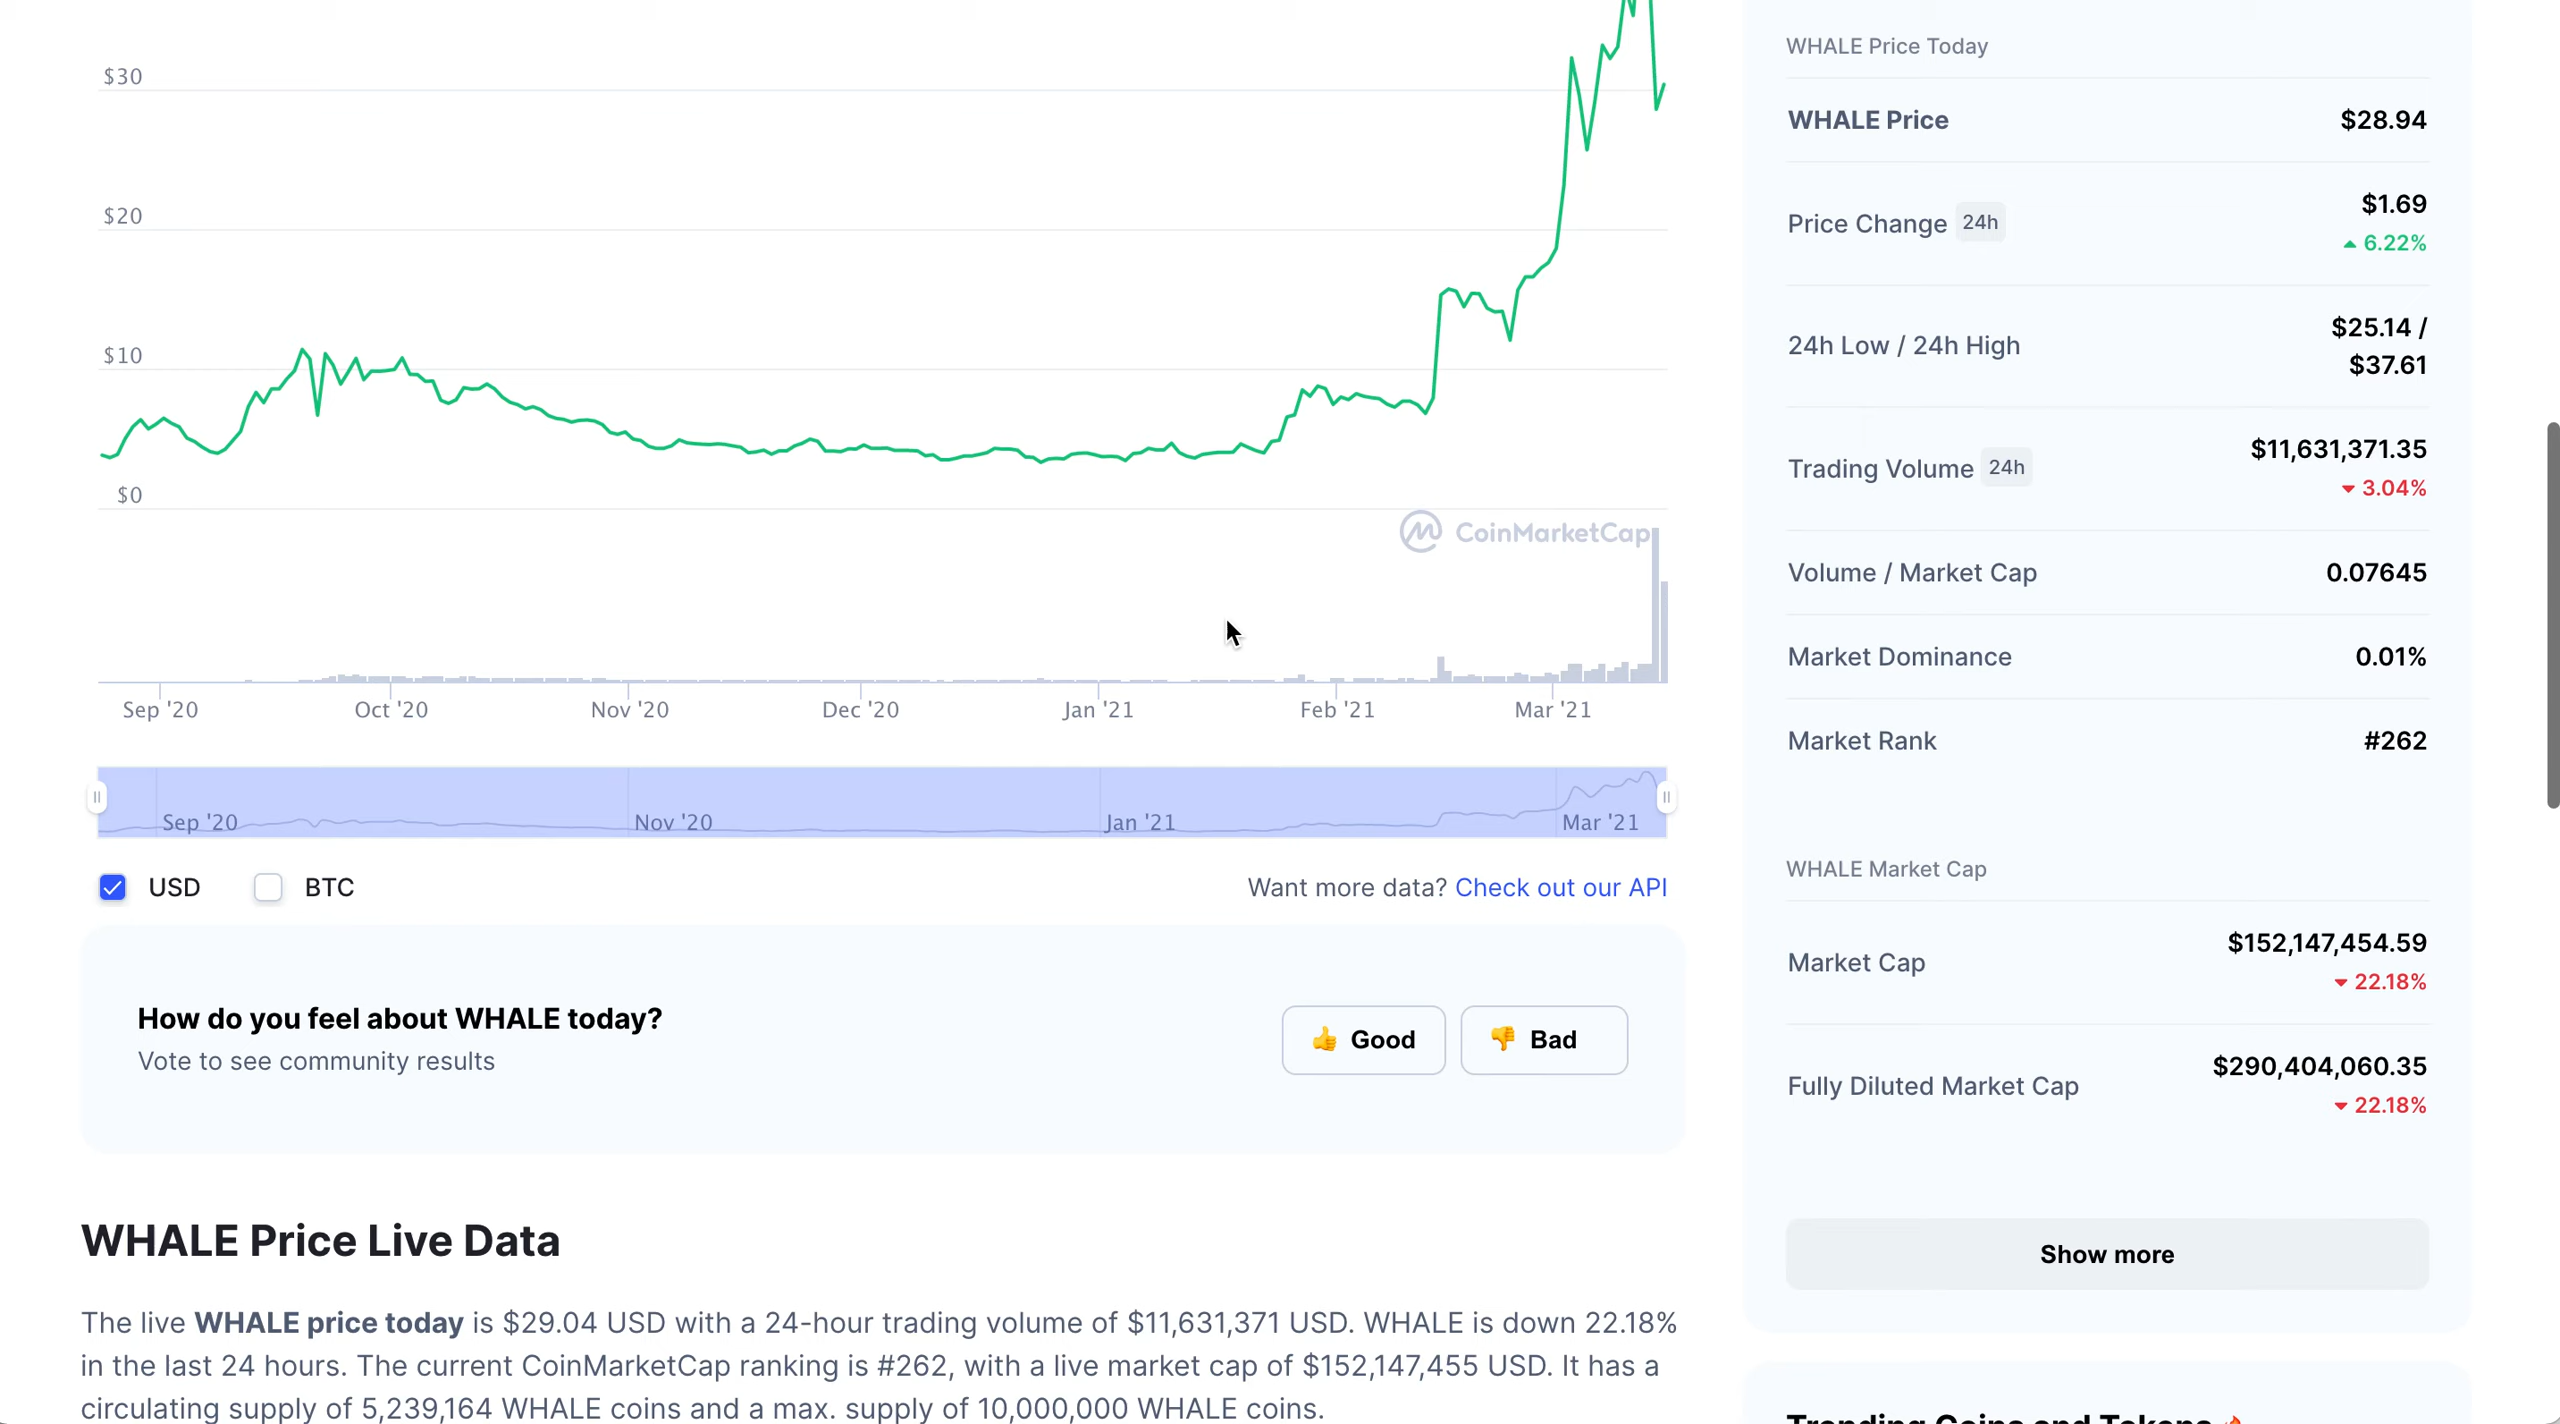 $30
$20
$10
$0
CoinMarketCap
Sep '20
Oct '20
Nov '20
Dec '20
Jan '21
Feb '21
Mar '21
Sep '20
Nov '20
Jan '21
Mar '21
USD
BTC
Want more data? Check out our API
How do you feel about WHALE today?
Vote to see community results
👍 Good
👎 Bad
WHALE Price Live Data
The live WHALE price today is $29.04 USD with a 24-hour trading volume of $11,631,371 USD. WHALE is down 22.18%
in the last 24 hours. The current CoinMarketCap ranking is #262, with a live market cap of $152,147,455 USD. It has a
circulating supply of 5,239,164 WHALE coins and a max. supply of 10,000,000 WHALE coins.
WHALE Price Today
WHALE Price
$28.94
Price Change 24h
$1.69
6.22%
24h Low / 24h High
$25.14 /
$37.61
Trading Volume 24h
$11,631,371.35
3.04%
Volume / Market Cap
0.07645
Market Dominance
0.01%
Market Rank
#262
WHALE Market Cap
Market Cap
$152,147,454.59
22.18%
Fully Diluted Market Cap
$290,404,060.35
22.18%
Show more
Trending Coins and Tokens 🔥